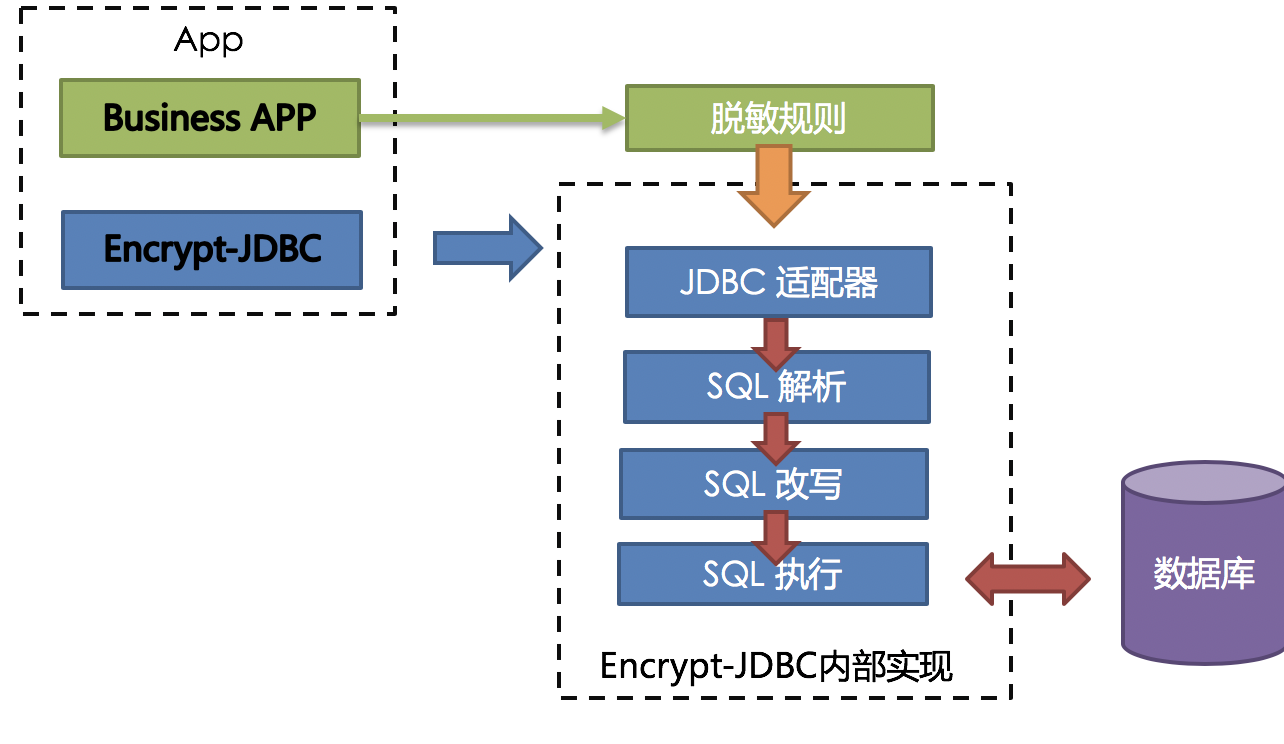 App
Business APP
脱敏规则
Encrypt-JDBC
JDBC 适配器
SQL 解析
SQL 改写
SQL 执行
数据库
Encrypt-JDBC内部实现